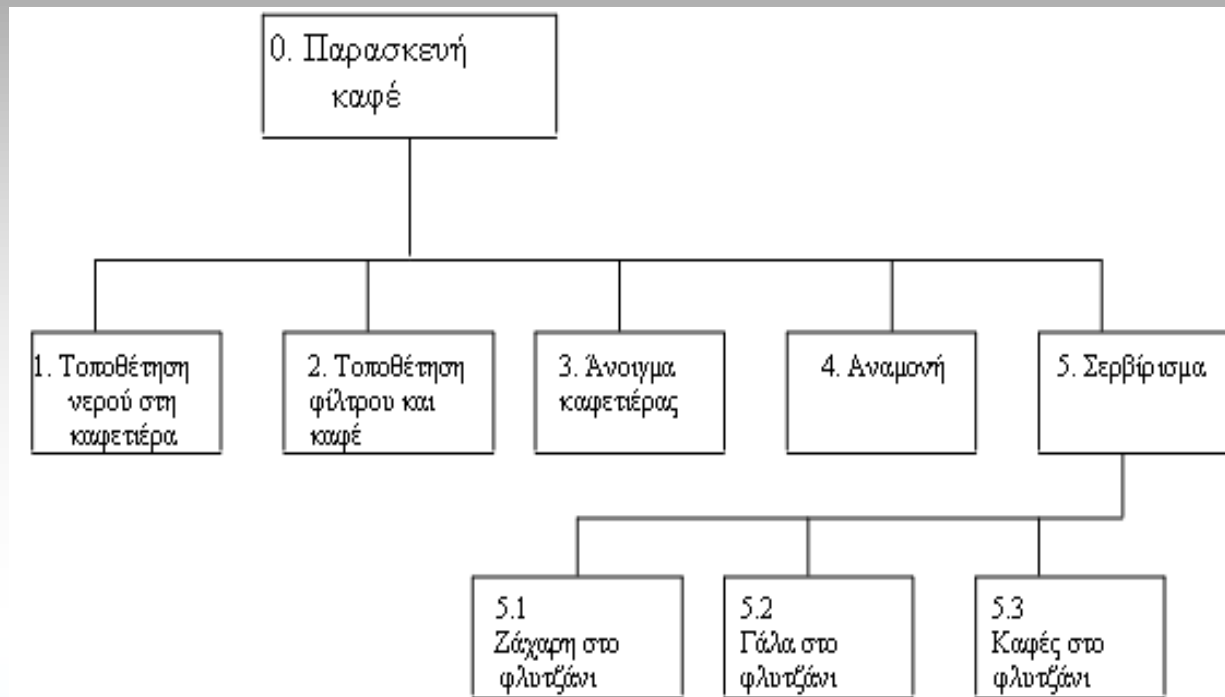 0. Παρασκευή
καφέ
1. Τοποθέτηση
νερού στη
καφετιέρα
2. Τοποθέτηση
φίλτρου και
καφέ
3. Άνοιγμα
καφετιέρας
4. Αναμονή
5. Σερβίρισμα
5.1
Ζάχαρη στο
φλυτζάνι
5.2
Γάλα στο
φλυτζάνι
5.3
Καφές στο
φλυτζάνι